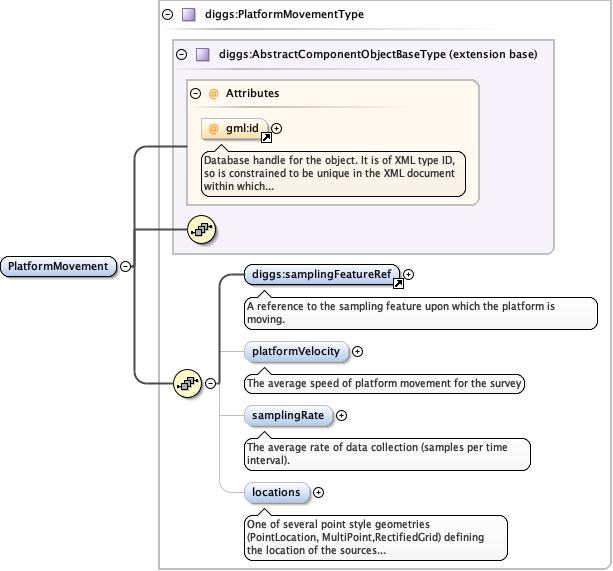 diggs:PlatformMovementType
diggs:AbstractComponentObjectBaseType (extension base)
@ Attributes
@ gml:id
Database handle for the object. It is of XML type ID,
so is constrained to be unique in the XML document
within which...
PlatformMovement
diggs:samplingFeatureRef
A reference to the sampling feature upon which the platform is
moving.
platformVelocity
The average speed of platform movement for the survey
samplingRate
The average rate of data collection (samples per time
interval).
locations
One of several point style geometries
(PointLocation, MultiPoint,RectifiedGrid) defining
the location of the sources...